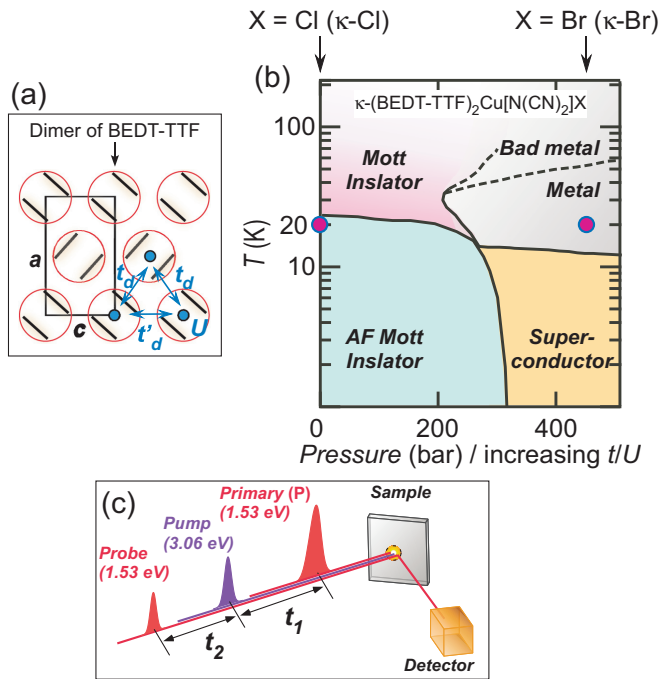 X = Cl (κ-Cl)
X = Br (κ-Br)
(a)
Dimer of BEDT-TTF
a
c
t_d
t_d
t'_d
U
(b)
κ-(BEDT-TTF)₂Cu[N(CN)₂]X
100
20
10
T (K)
Mott
Inslator
Bad metal
Metal
AF Mott
Inslator
Super-
conductor
0
200
400
Pressure (bar) / increasing t/U
(c)
Primary (P)
(1.53 eV)
Pump
(3.06 eV)
Probe
(1.53 eV)
Sample
t₁
t₂
Detector